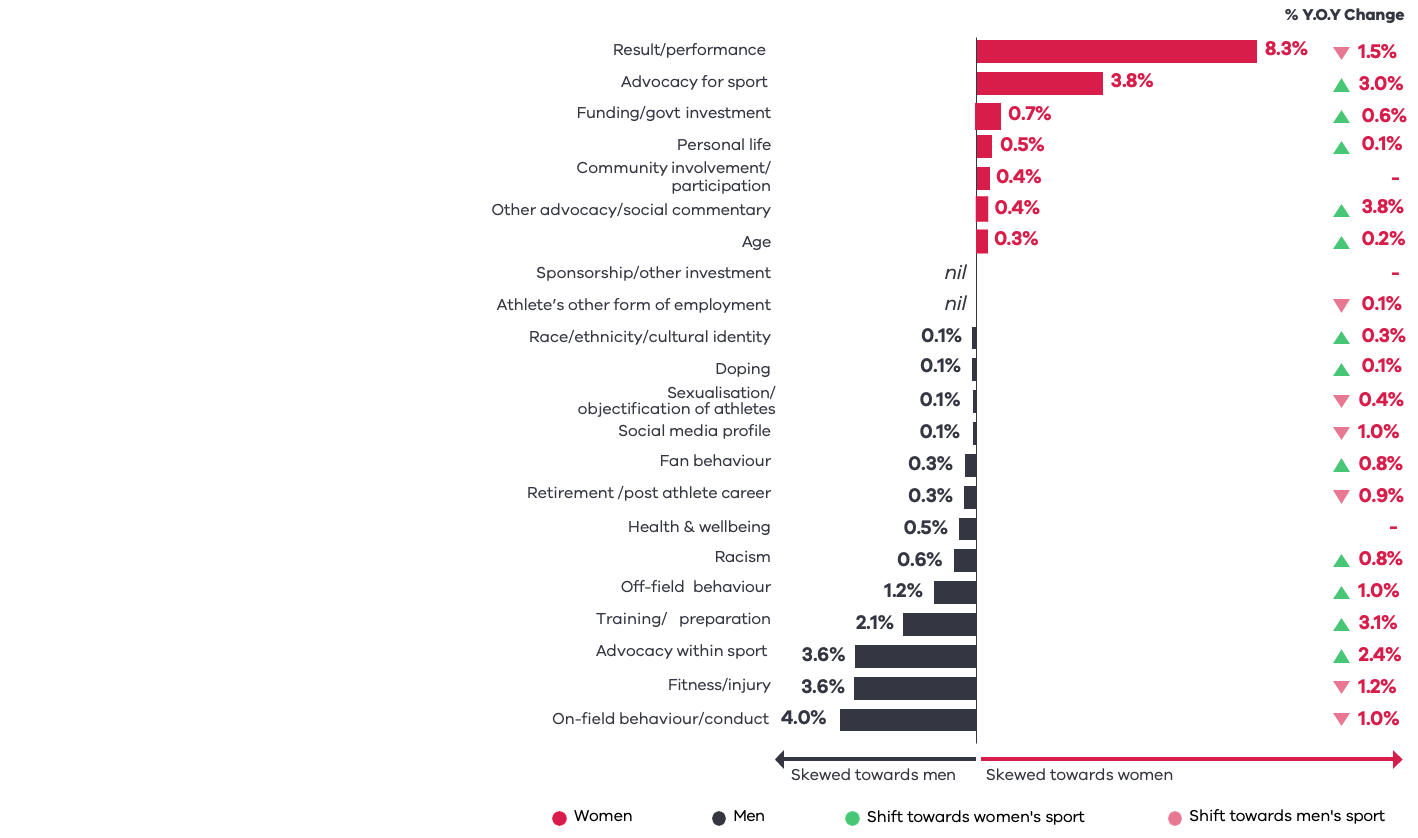 % Y.O.Y Change
Result/performance 8.3% 1.5%
Advocacy for sport 3.8% 3.0%
Funding/govt investment 0.7% 0.6%
Personal life 0.5% 0.1%
Community involvement/
participation 0.4% -
Other advocacy/social commentary 0.4% 3.8%
Age 0.3% 0.2%
Sponsorship/other investment nil -
Athlete's other form of employment nil 0.1%
Race/ethnicity/cultural identity 0.1% 0.3%
Doping 0.1% 0.1%
Sexualisation/
objectification of athletes 0.1% 0.4%
Social media profile 0.1% 1.0%
Fan behaviour 0.3% 0.8%
Retirement /post athlete career 0.3% 0.9%
Health & wellbeing 0.5% -
Racism 0.6% 0.8%
Off-field behaviour 1.2% 1.0%
Training/ preparation 2.1% 3.1%
Advocacy within sport 3.6% 2.4%
Fitness/injury 3.6% 1.2%
On-field behaviour/conduct 4.0% 1.0%
Skewed towards men Skewed towards women
Women Men Shift towards women's sport Shift towards men's sport